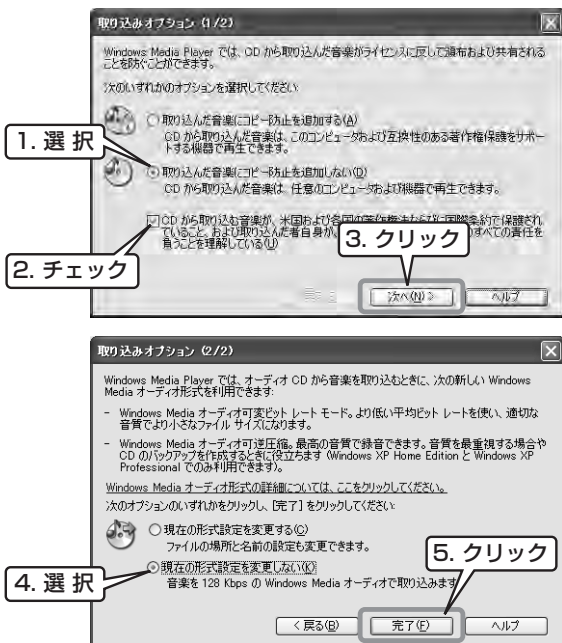 取り込みオプション (1/2)
Windows Media Player では、CD から取り込んだ音楽がライセンスに反して頒布および共有される
ことを防ぐことができます。
次のいずれかのオプションを選択してください:
取り込んだ音楽にコピー防止を追加する(A)
CD から取り込んだ音楽は、このコンピュータおよび互換性のある著作権保護をサポー
トする機器で再生できます。
1. 選 択
取り込んだ音楽にコピー防止を追加しない(D)
CD から取り込んだ音楽は、任意のコンピュータおよび機器で再生できます。
CD から取り込む音楽が、米国および各国の著作権法ならびに国際条約で保護され
ていること、および取り込んだ者自身が、
のすべての責任を
負うことを理解している(U)
3. クリック
2. チェック
次へ(N) >
ヘルプ
取り込みオプション (2/2)
Windows Media Player では、オーディオ CD から音楽を取り込むときに、次の新しい Windows
Media オーディオ形式を利用できます:
- Windows Media オーディオ可変ビット レート モード。より低い平均ビット レートを使い、適切な
音質でより小さなファイル サイズになります。
- Windows Media オーディオ可逆圧縮。最高の音質で録音できます。音質を最重視する場合や
CD のバックアップを作成するときに役立ちます (Windows XP Home Edition と Windows XP
Professional でのみ利用できます)。
Windows Media オーディオ形式の詳細については、ここをクリックしてください。
次のオプションのいずれかをクリックし、[完了] をクリックしてください:
現在の形式設定を変更する(C)
ファイルの場所と名前の設定も変更できます。
5. クリック
4. 選 択
現在の形式設定を変更しない(K)
音楽を 128 Kbps の Windows Media オーディオで取り込みます
< 戻る(B)
完了(F)
ヘルプ